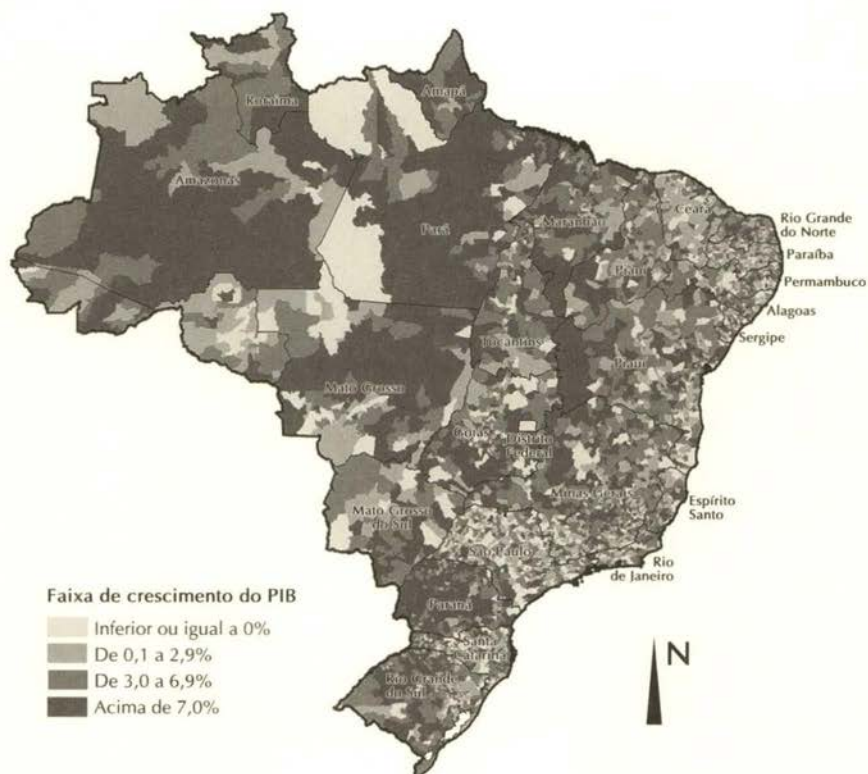 Roraima
Amapá
Amazonas
Pará
Maranhão
Ceará
Rio Grande
do Norte
Paraíba
Piauí
Pernambuco
Alagoas
Sergipe
Tocantins
Piauí
Mato Grosso
Goiás
Distrito
Federal
Minas Gerais
Espírito
Santo
Mato Grosso
do Sul
São Paulo
Rio
de Janeiro
Paraná
Santa
Catarina
Rio Grande
do Sul
Faixa de crescimento do PIB
Inferior ou igual a 0%
De 0,1 a 2,9%
De 3,0 a 6,9%
Acima de 7,0%
N